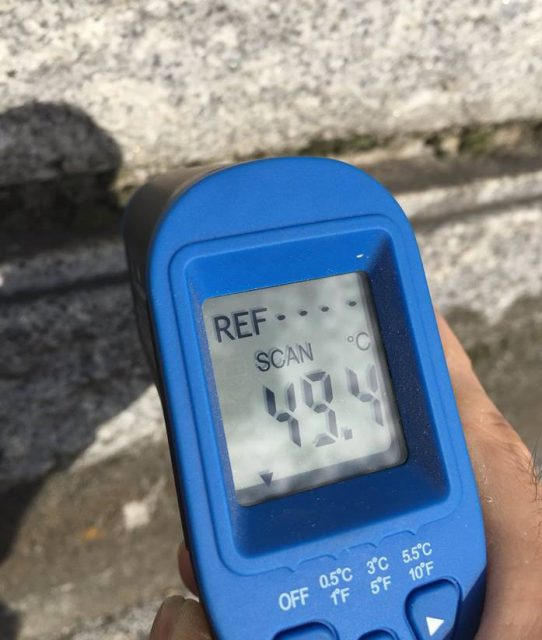 REF ----
SCAN °C
49.4
OFF 0.5°C 3°C 5.5°C
1°F 5°F 10°F